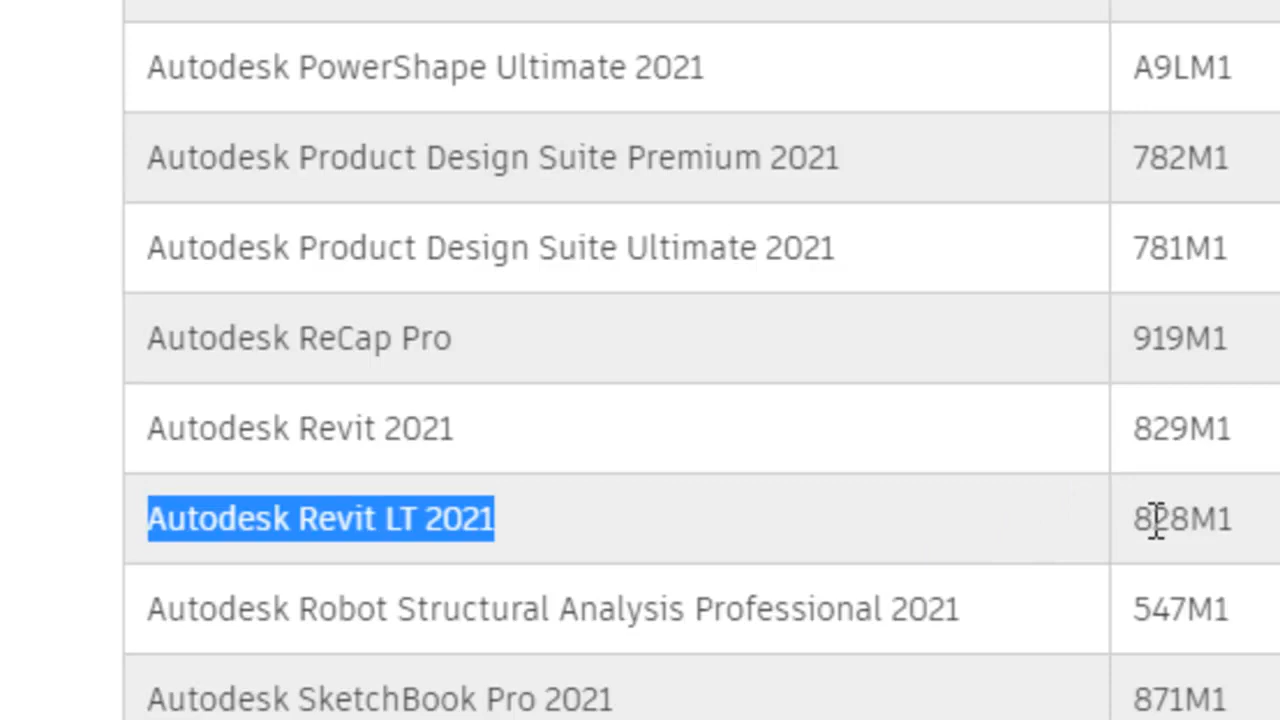 Autodesk PowerShape Ultimate 2021 A9LM1
Autodesk Product Design Suite Premium 2021 782M1
Autodesk Product Design Suite Ultimate 2021 781M1
Autodesk ReCap Pro 919M1
Autodesk Revit 2021 829M1
Autodesk Revit LT 2021 828M1
Autodesk Robot Structural Analysis Professional 2021 547M1
Autodesk SketchBook Pro 2021 871M1